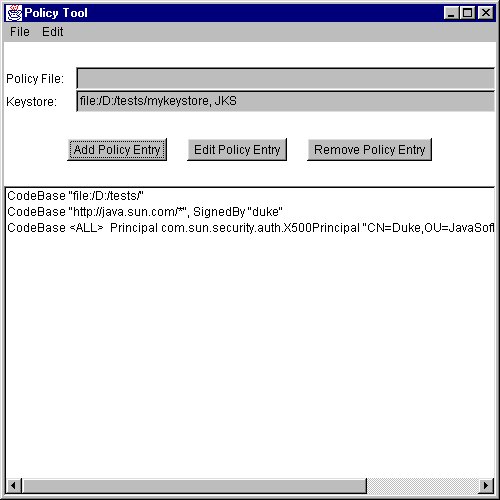 Policy Tool
File Edit
Policy File:
Keystore: file:/D:/tests/mykeystore, JKS
Add Policy Entry Edit Policy Entry Remove Policy Entry
CodeBase "file:/D:/tests/"
CodeBase "http://java.sun.com/*", SignedBy "duke"
CodeBase <ALL>  Principal com.sun.security.auth.X500Principal "CN=Duke,OU=JavaSoft